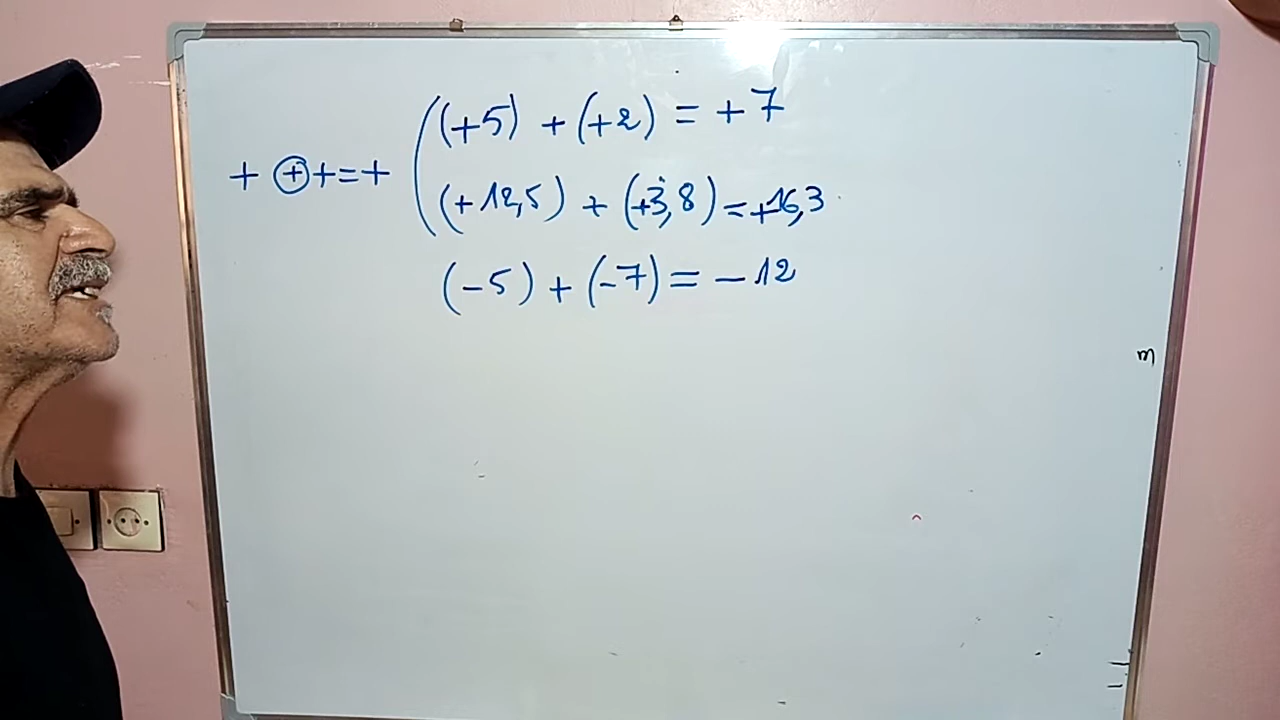 (+5) + (+2) = +7
+ ⊕ + = +
(+12,5) + (+3,8) = +16,3
(-5) + (-7) = -12
m